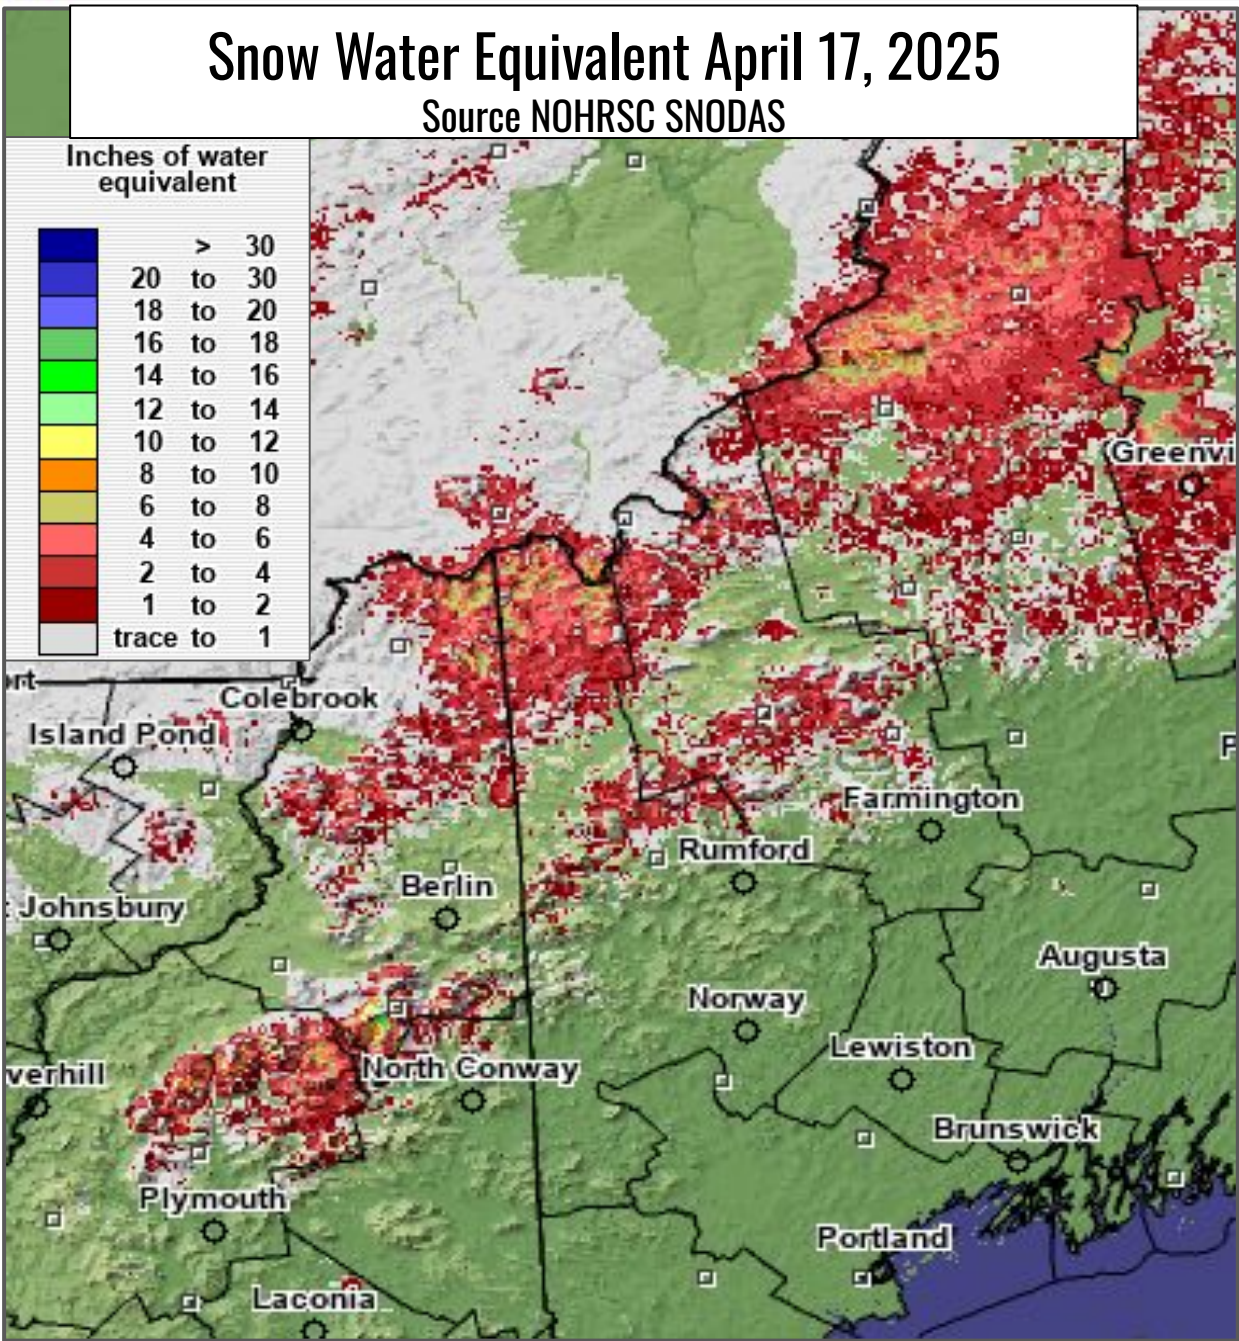 Snow Water Equivalent April 17, 2025
Source NOHRSC SNODAS
Inches of water
equivalent
> 30
20 to 30
18 to 20
16 to 18
14 to 16
12 to 14
10 to 12
8 to 10
6 to 8
4 to 6
2 to 4
1 to 2
trace to 1
Greenvi
ort
Colebrook
Island Pond
Farmington
Rumford
Berlin
t Johnsbury
Augusta
Norway
Lewiston
verhill
North Conway
Brunswick
Plymouth
Portland
Laconia